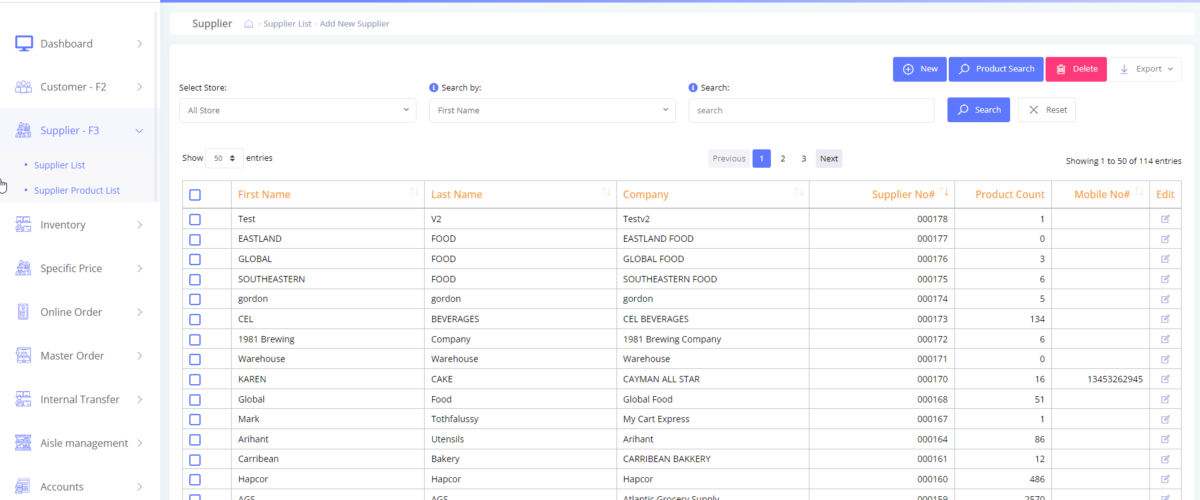 Supplier Supplier List - Add New Supplier
Dashboard
Customer - F2
Supplier - F3
Supplier List
Supplier Product List
Inventory
Specific Price
Online Order
Master Order
Internal Transfer
Aisle management
Accounts
New Product Search Delete Export
Select Store: Search by: Search:
All Store First Name search Search Reset
Show 50 entries Previous 1 2 3 Next Showing 1 to 50 of 114 entries
First Name Last Name Company Supplier No# Product Count Mobile No# Edit
Test V2 Testv2 000178 1
EASTLAND FOOD EASTLAND FOOD 000177 0
GLOBAL FOOD GLOBAL FOOD 000176 3
SOUTHEASTERN FOOD SOUTHEASTERN FOOD 000175 6
gordon gordon gordon 000174 5
CEL BEVERAGES CEL BEVERAGES 000173 134
1981 Brewing Company 1981 Brewing Company 000172 6
Warehouse Warehouse Warehouse 000171 0
KAREN CAKE CAYMAN ALL STAR 000170 16 13453262945
Global Food Global Food 000168 51
Mark Tothfalussy My Cart Express 000167 1
Arihant Utensils Arihant 000164 86
Carribean Bakery CARRIBEAN BAKKERY 000161 12
Hapcor Hapcor Hapcor 000160 486
AGS AGS Atlantic Grocery Supply 000159 2570